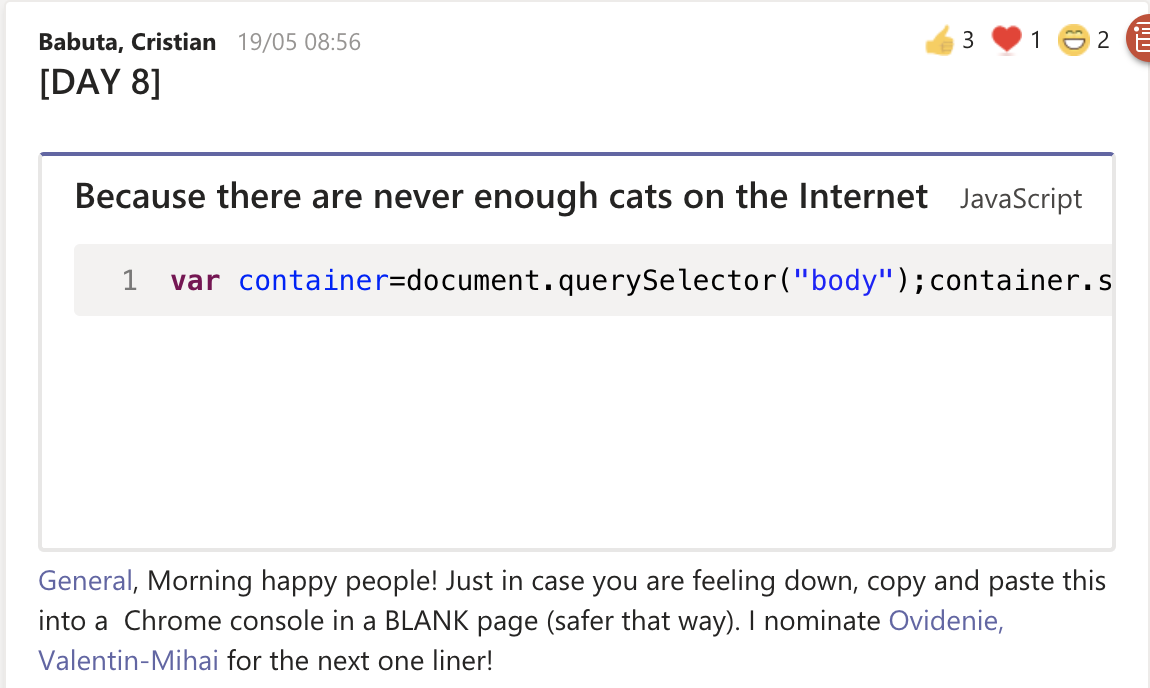 Babuta, Cristian 19/05 08:56 3 1 2
[DAY 8]
Because there are never enough cats on the Internet JavaScript
1 var container=document.querySelector("body");container.s
General, Morning happy people! Just in case you are feeling down, copy and paste this
into a  Chrome console in a BLANK page (safer that way). I nominate Ovidenie,
Valentin-Mihai for the next one liner!